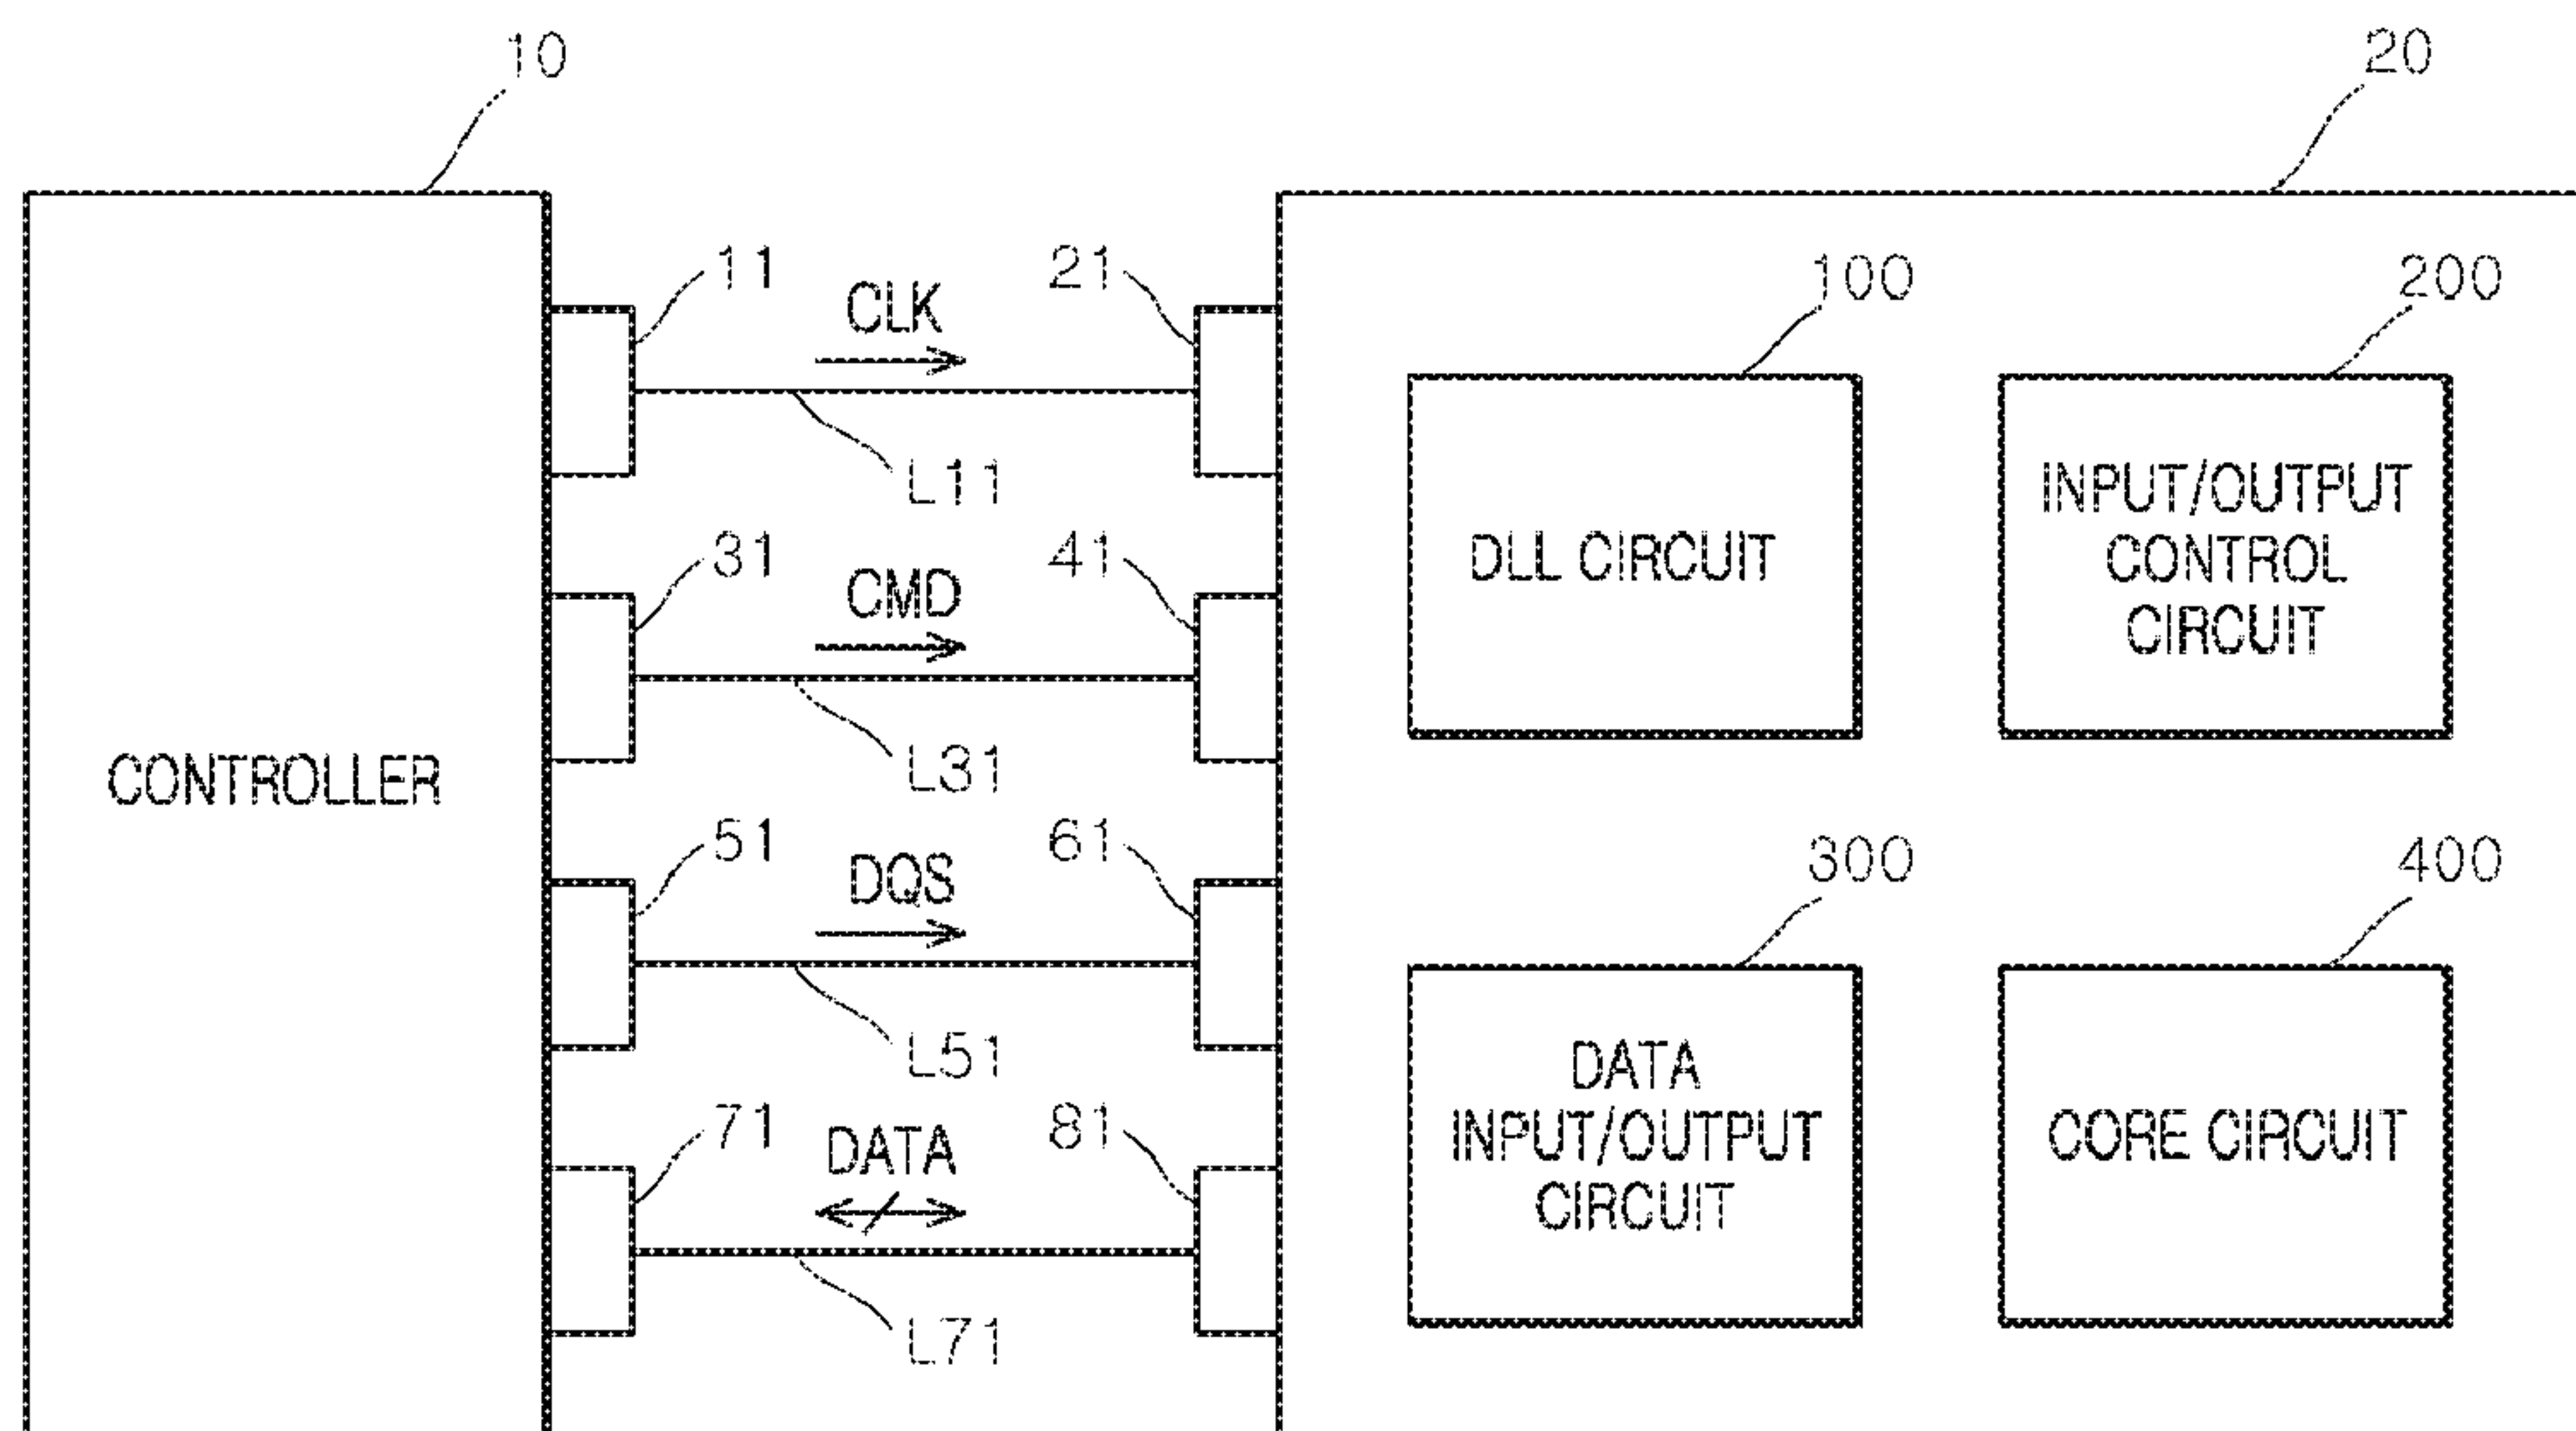 10
20
11
CLK
21
100
200
L11
DLL CIRCUIT
INPUT/OUTPUT
CONTROL
CIRCUIT
31
CMD
41
L31
CONTROLLER
51
DQS
61
300
400
L51
DATA
INPUT/OUTPUT
CIRCUIT
CORE CIRCUIT
71
DATA
81
L71